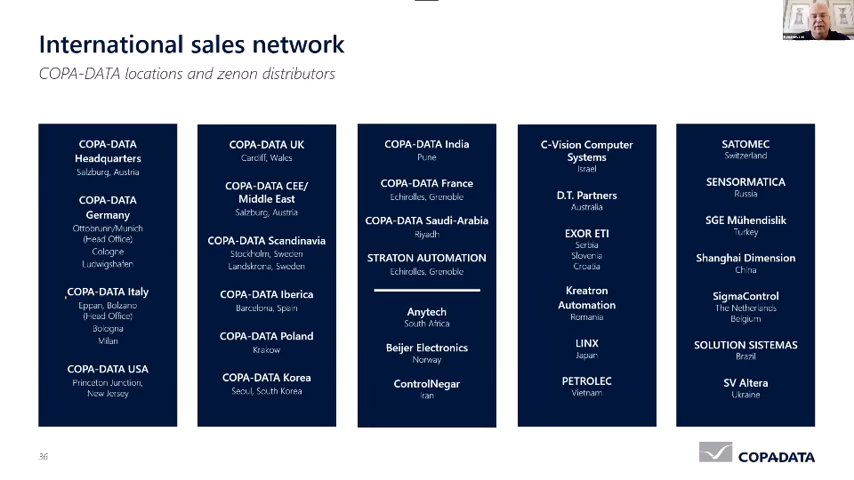 International sales network
COPA-DATA locations and zenon distributors
COPA-DATA
Headquarters
Salzburg, Austria
COPA-DATA
Germany
Ottobrunn/Munich
(Head Office)
Cologne
Ludwigshafen
COPA-DATA Italy
Eppan, Bolzano
(Head Office)
Bologna
Milan
COPA-DATA USA
Princeton Junction,
New Jersey
COPA-DATA UK
Cardiff, Wales
COPA-DATA CEE/
Middle East
Salzburg, Austria
COPA-DATA Scandinavia
Stockholm, Sweden
Landskrona, Sweden
COPA-DATA Iberica
Barcelona, Spain
COPA-DATA Poland
Krakow
COPA-DATA Korea
Seoul, South Korea
COPA-DATA India
Pune
COPA-DATA France
Echirolles, Grenoble
COPA-DATA Saudi-Arabia
Riyadh
STRATON AUTOMATION
Echirolles, Grenoble
Anytech
South Africa
Beijer Electronics
Norway
ControlNegar
Iran
C-Vision Computer
Systems
Israel
D.T. Partners
Australia
EXOR ETI
Serbia
Slovenia
Croatia
Kreatron
Automation
Romania
LINX
Japan
PETROLEC
Vietnam
SATOMEC
Switzerland
SENSORMATICA
Russia
SGE Mühendislik
Turkey
Shanghai Dimension
China
SigmaControl
The Netherlands
Belgium
SOLUTION SISTEMAS
Brazil
SV Altera
Ukraine
36
COPADATA